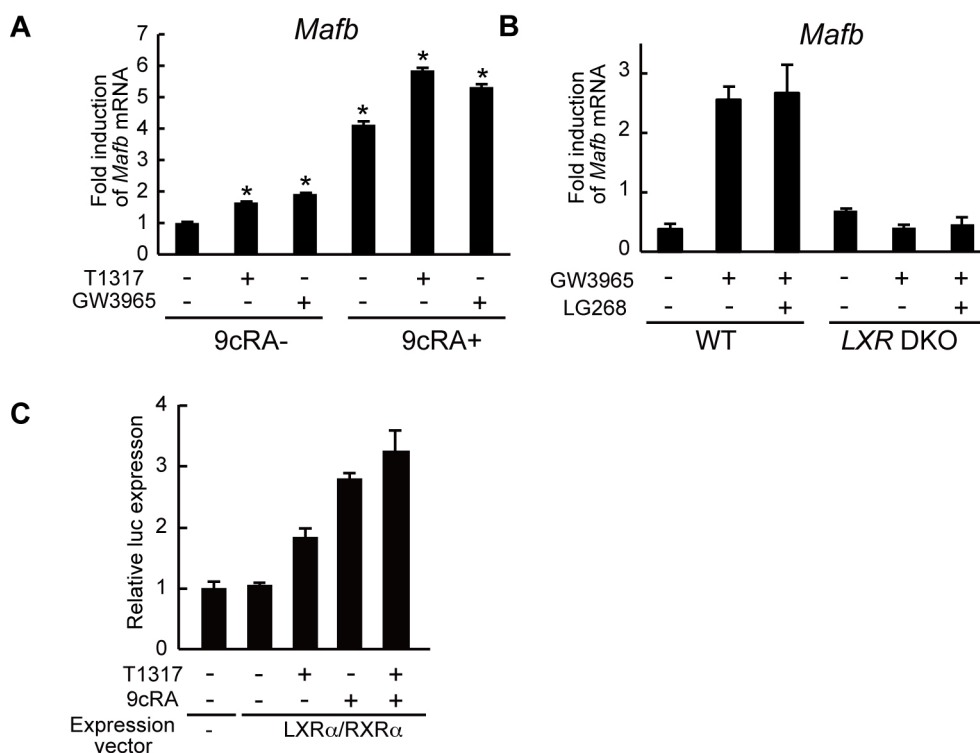 A
Mafb
Fold induction
of Mafb mRNA
7
6
5
4
3
2
1
0
* * * * *
T1317 - + - - + -
GW3965 - - + - - +
9cRA- 9cRA+
B
Mafb
Fold induction
of Mafb mRNA
3
2
1
0
GW3965 - + + - + +
LG268 - - + - - +
WT LXR DKO
C
Relative luc expresson
4
3
2
1
0
T1317 - - + - +
9cRA - - - + +
Expression
vector
- LXRα/RXRα